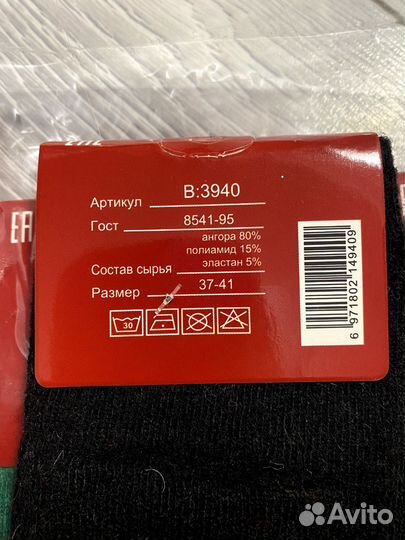 Артикул B:3940
Гост 8541-95
ангора 80%
полиамид 15%
Состав сырья эластан 5%
Размер 37-41
30
6 971802 149409
Avito